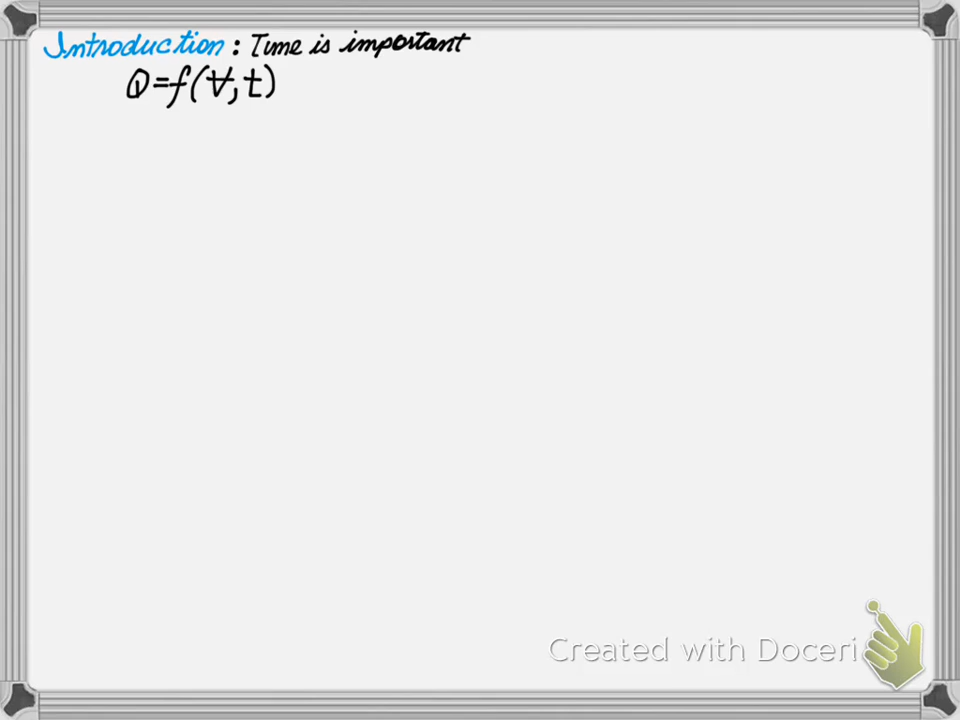 Introduction : Time is important
Q=f(V,t)
Created with Doceri